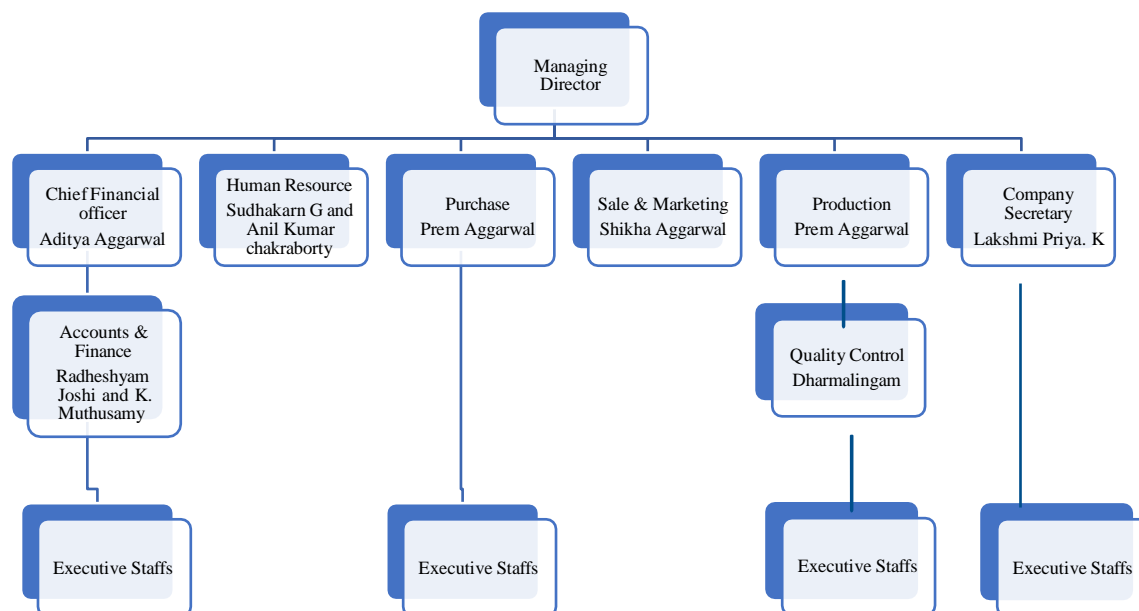 Managing
Director
Chief Financial
officer
Aditya Aggarwal
Human Resource
Sudhakarn G and
Anil Kumar
chakraborty
Purchase
Prem Aggarwal
Sale & Marketing
Shikha Aggarwal
Production
Prem Aggarwal
Company
Secretary
Lakshmi Priya. K
Accounts &
Finance
Radheshyam
Joshi and K.
Muthusamy
Quality Control
Dharmalingam
Executive Staffs
Executive Staffs
Executive Staffs
Executive Staffs